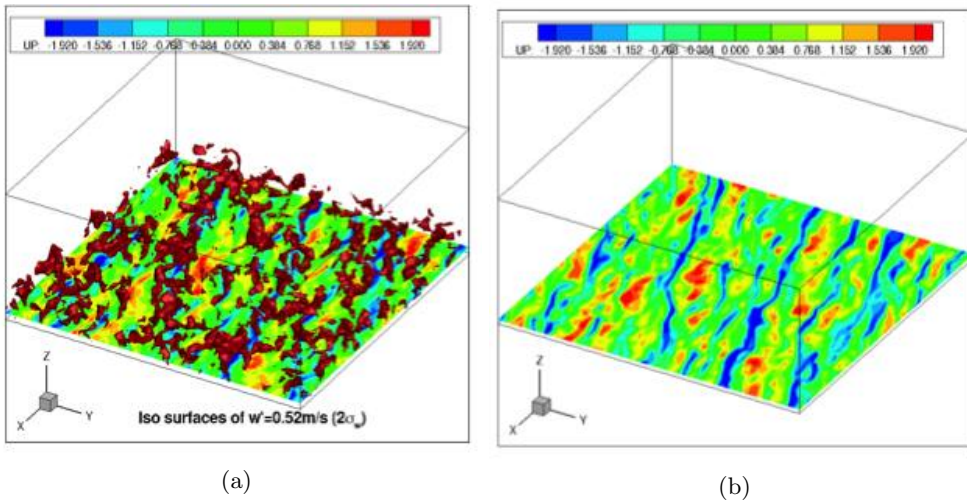 UP: -1.920 -1.536 -1.152 -0.768 -0.384 0.000 0.384 0.768 1.152 1.536 1.920
Z
X
Y
Iso surfaces of w'=0.52m/s (2σw)
(a)
UP: -1.920 -1.536 -1.152 -0.768 -0.384 0.000 0.384 0.768 1.152 1.536 1.920
Z
X
Y
(b)